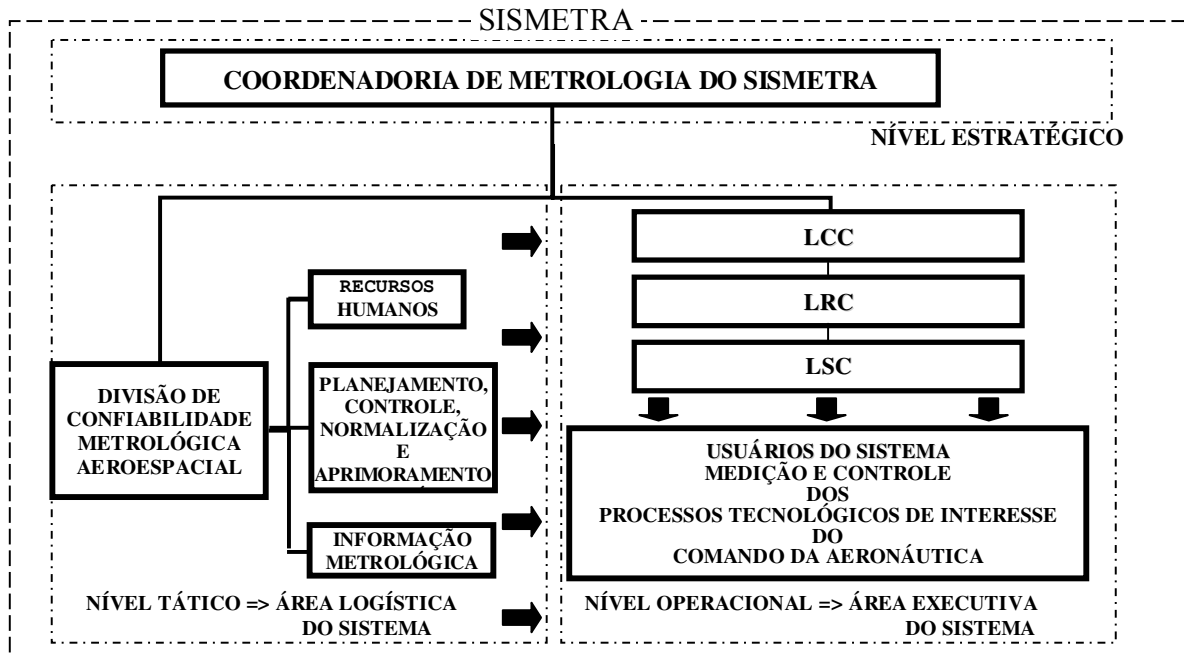 SISMETRA
COORDENADORIA DE METROLOGIA DO SISMETRA
NÍVEL ESTRATÉGICO
DIVISÃO DE
CONFIABILIDADE
METROLÓGICA
AEROESPACIAL
RECURSOS
HUMANOS
PLANEJAMENTO,
CONTROLE,
NORMALIZAÇÃO
E
APRIMORAMENTO
INFORMAÇÃO
METROLÓGICA
NÍVEL TÁTICO => ÁREA LOGÍSTICA
DO SISTEMA
LCC
LRC
LSC
USUÁRIOS DO SISTEMA
MEDIÇÃO E CONTROLE
DOS
PROCESSOS TECNOLÓGICOS DE INTERESSE
DO
COMANDO DA AERONÁUTICA
NÍVEL OPERACIONAL => ÁREA EXECUTIVA
DO SISTEMA